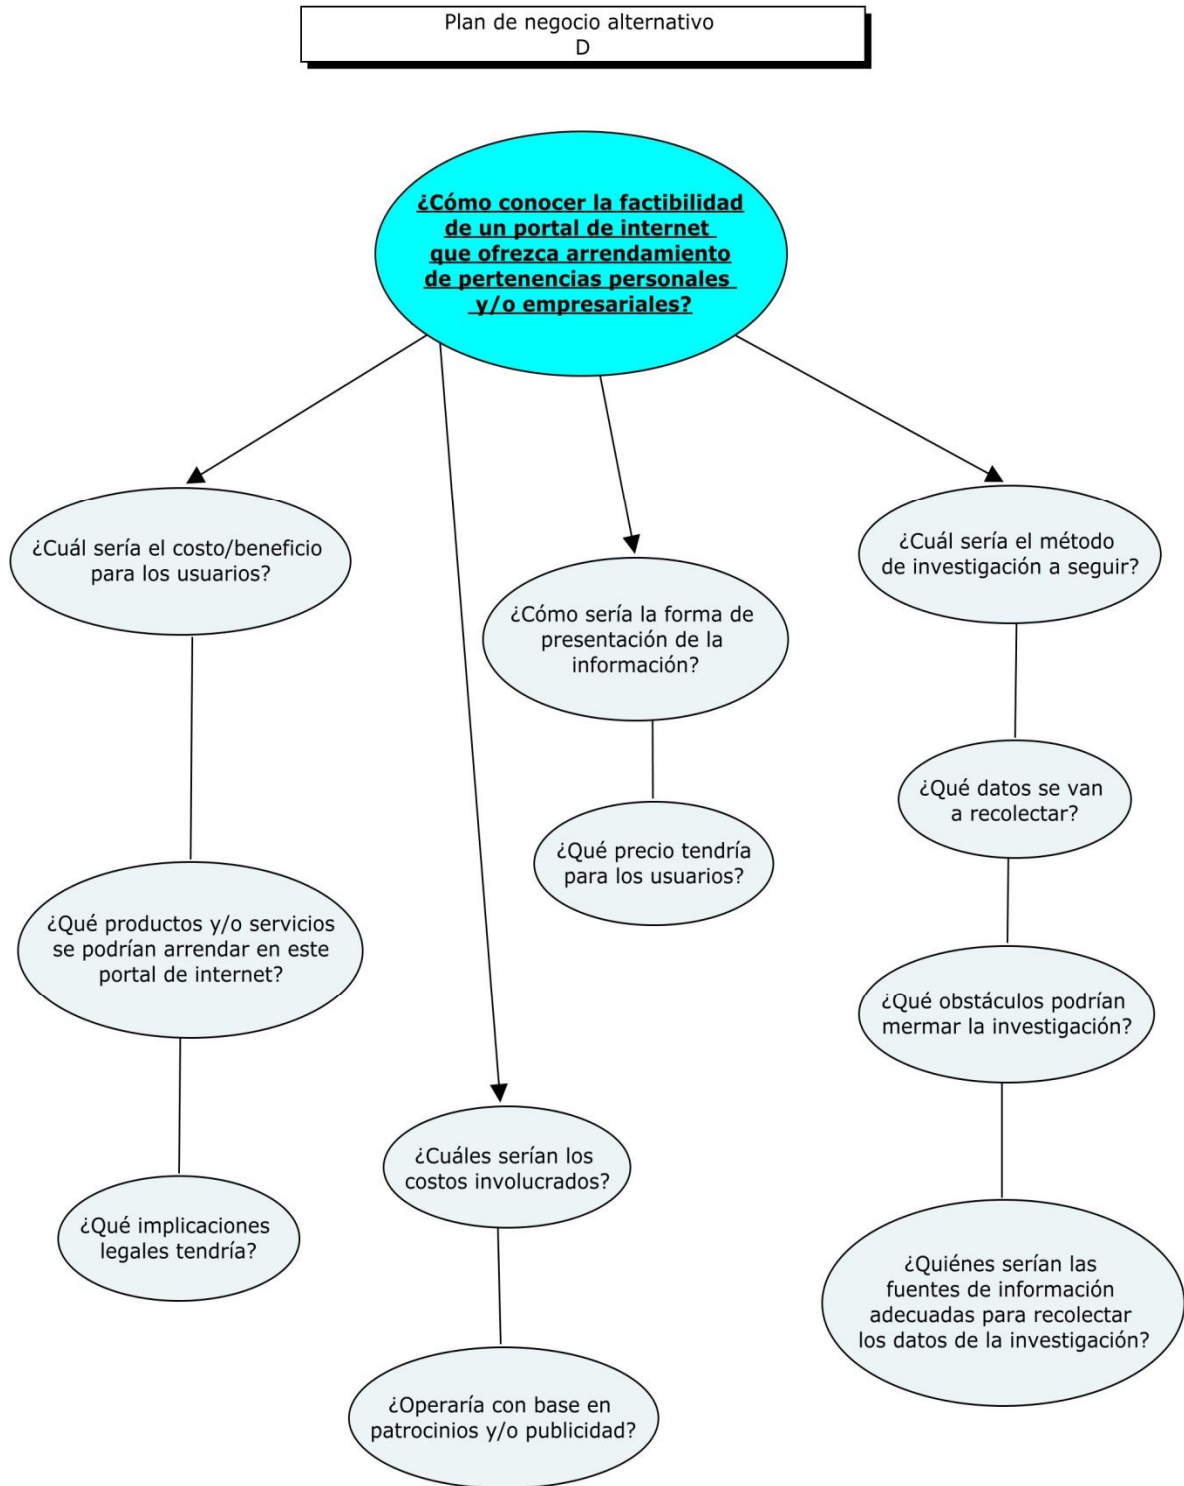 Plan de negocio alternativo
D
¿Cómo conocer la factibilidad
de un portal de internet
que ofrezca arrendamiento
de pertenencias personales
y/o empresariales?
¿Cuál sería el costo/beneficio
para los usuarios?
¿Qué productos y/o servicios
se podrían arrendar en este
portal de internet?
¿Qué implicaciones
legales tendría?
¿Cuáles serían los
costos involucrados?
¿Operaría con base en
patrocinios y/o publicidad?
¿Cómo sería la forma de
presentación de la
información?
¿Qué precio tendría
para los usuarios?
¿Cuál sería el método
de investigación a seguir?
¿Qué datos se van
a recolectar?
¿Qué obstáculos podrían
mermar la investigación?
¿Quiénes serían las
fuentes de información
adecuadas para recolectar
los datos de la investigación?